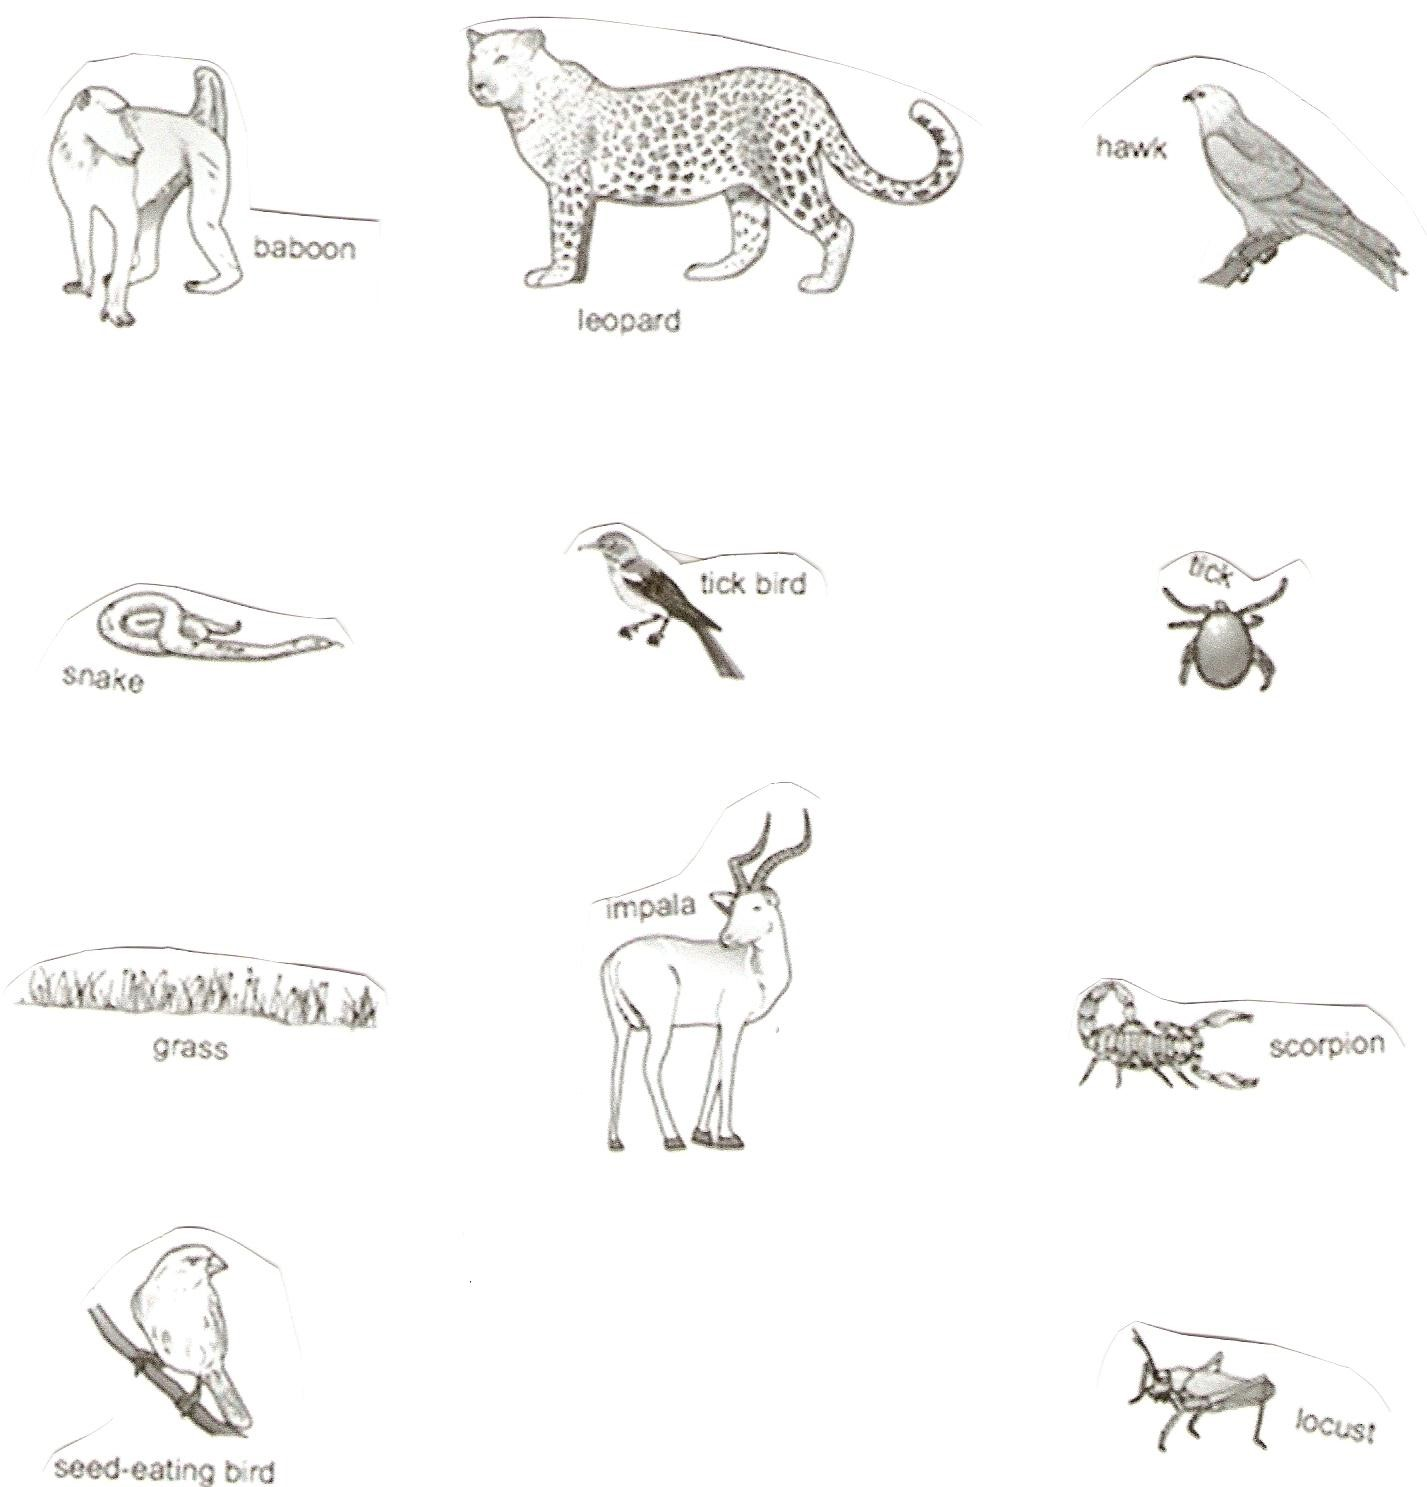 hawk
baboon
leopard
tick
tick bird
snake
impala
grass
scorpion
locust
seed-eating bird